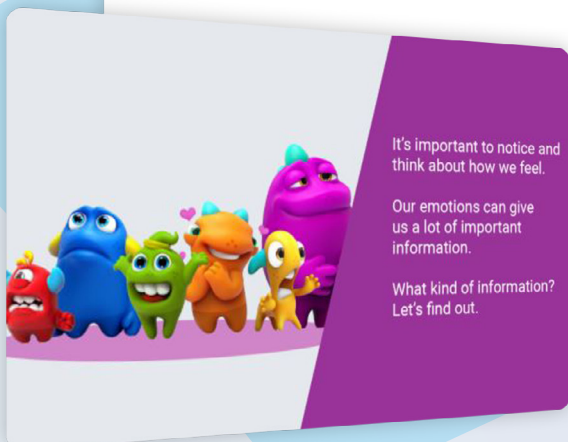 It's important to notice and
think about how we feel.
Our emotions can give
us a lot of important
information.
What kind of information?
Let's find out.